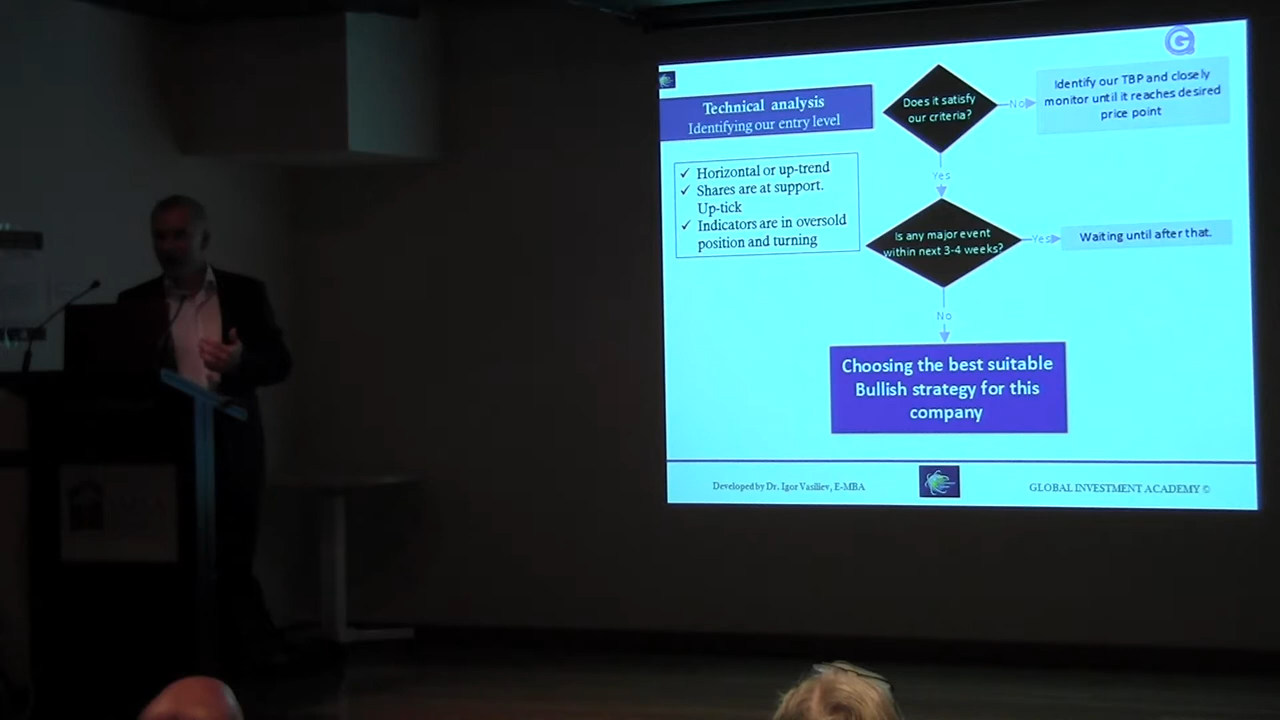 G
Technical analysis
Identifying our entry level
✓ Horizontal or up-trend
✓ Shares are at support.
Up-tick
✓ Indicators are in oversold
position and turning
Does it satisfy
our criteria?
No
Identify our TBP and closely
monitor until it reaches desired
price point
Yes
Is any major event
within next 3-4 weeks?
Yes
Waiting until after that.
No
Choosing the best suitable
Bullish strategy for this
company
Developed by Dr. Igor Vasiliev, E-MBA
GLOBAL INVESTMENT ACADEMY ©